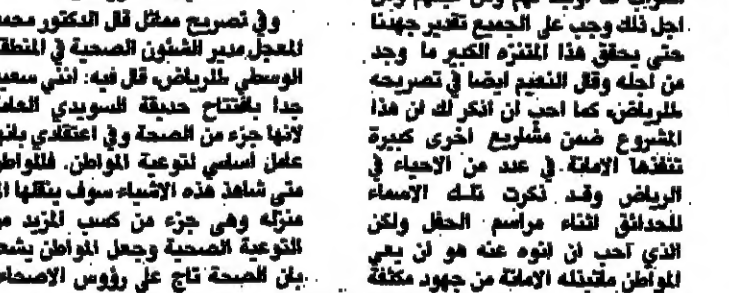 اجل ذلك وجب على الجميع تقدير جهدنا
حتى يحقق هذا المتنزه الكبير ما وجد
من اجله وقال النعيم ايضا في تصريحه
للرياض، كما احب ان اذكر لك ان هذا
المشروع ضمن مشاريع اخرى كبيرة
تنفذها الامانة في عدد من الاحياء في
الرياض وقد ذكرت تلك الاسماء
للحدائق اثناء مراسم الحفل ولكن
الذي احب ان انوه عنه هو ان يعي
المواطن ماتبذله الامانة من جهود مكثفة
وفي تصريح مماثل قال الدكتور محمد
المعجل مدير الشئون الصحية في المنطقة
الوسطى للرياض، قال فيه: انني سعيد
جدا بافتتاح حديقة السويدي العامة
لانها جزء من الصحة وفي اعتقادي بانها
عامل اساسي لتوعية المواطن. فالمواطن
متى شاهد هذه الاشياء سوف ينقلها الى
منزله وهي جزء من كسب المزيد من
التوعية الصحية وجعل المواطن يشعر
بان الصحة تاج على رؤوس الاصحاء